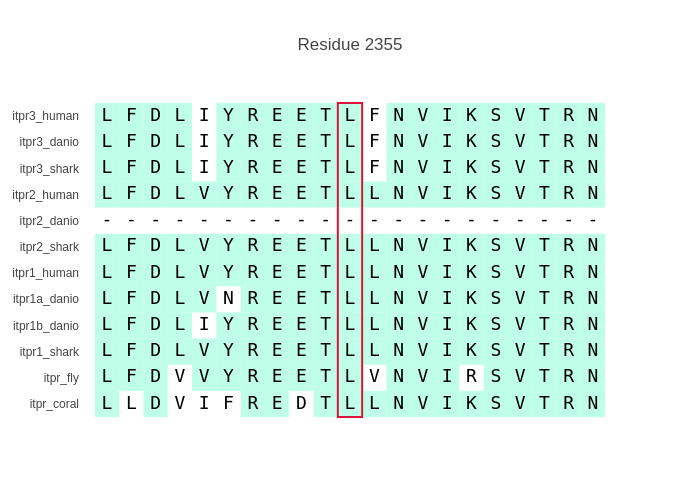 Residue 2355
itpr3_human L F D L I Y R E E T L F N V I K S V T R N
itpr3_danio L F D L I Y R E E T L F N V I K S V T R N
itpr3_shark L F D L I Y R E E T L F N V I K S V T R N
itpr2_human L F D L V Y R E E T L L N V I K S V T R N
itpr2_danio - - - - - - - - - - - - - - - - - - - - -
itpr2_shark L F D L V Y R E E T L L N V I K S V T R N
itpr1_human L F D L V Y R E E T L L N V I K S V T R N
itpr1a_danio L F D L V N R E E T L L N V I K S V T R N
itpr1b_danio L F D L I Y R E E T L L N V I K S V T R N
itpr1_shark L F D L V Y R E E T L L N V I K S V T R N
itpr_fly L F D V V Y R E E T L V N V I R S V T R N
itpr_coral L L D V I F R E D T L L N V I K S V T R N